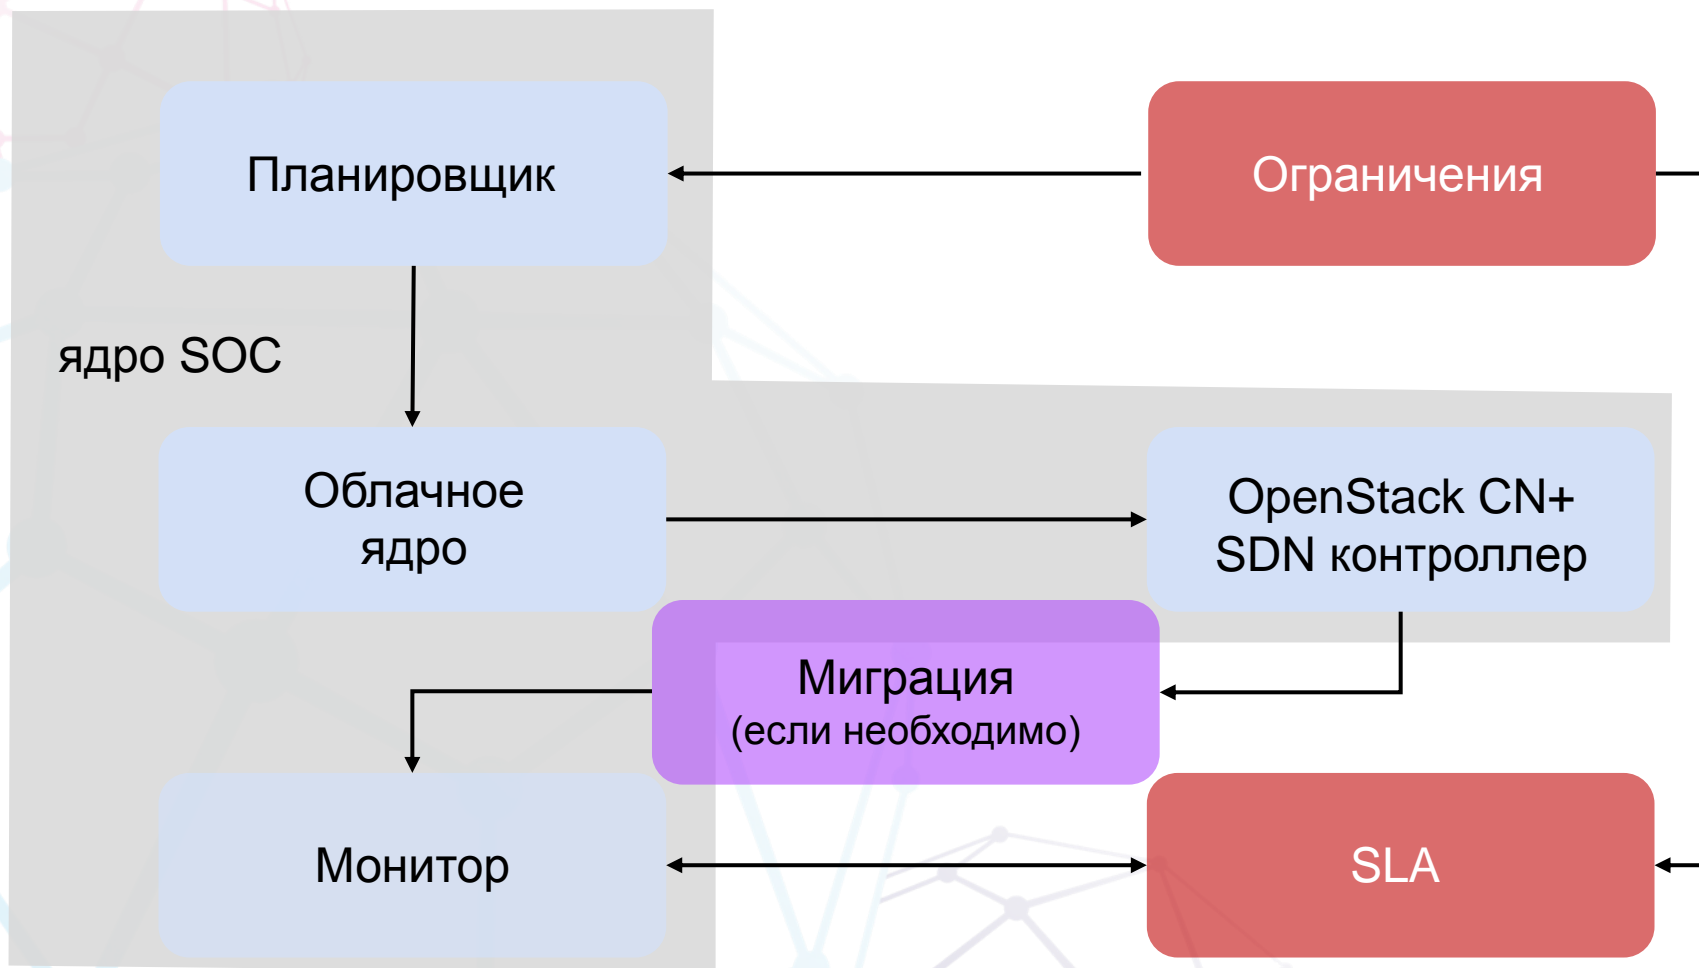 Планировщик
Ограничения
ядро SOC
Облачное
ядро
OpenStack CN+
SDN контроллер
Миграция
(если необходимо)
Монитор
SLA